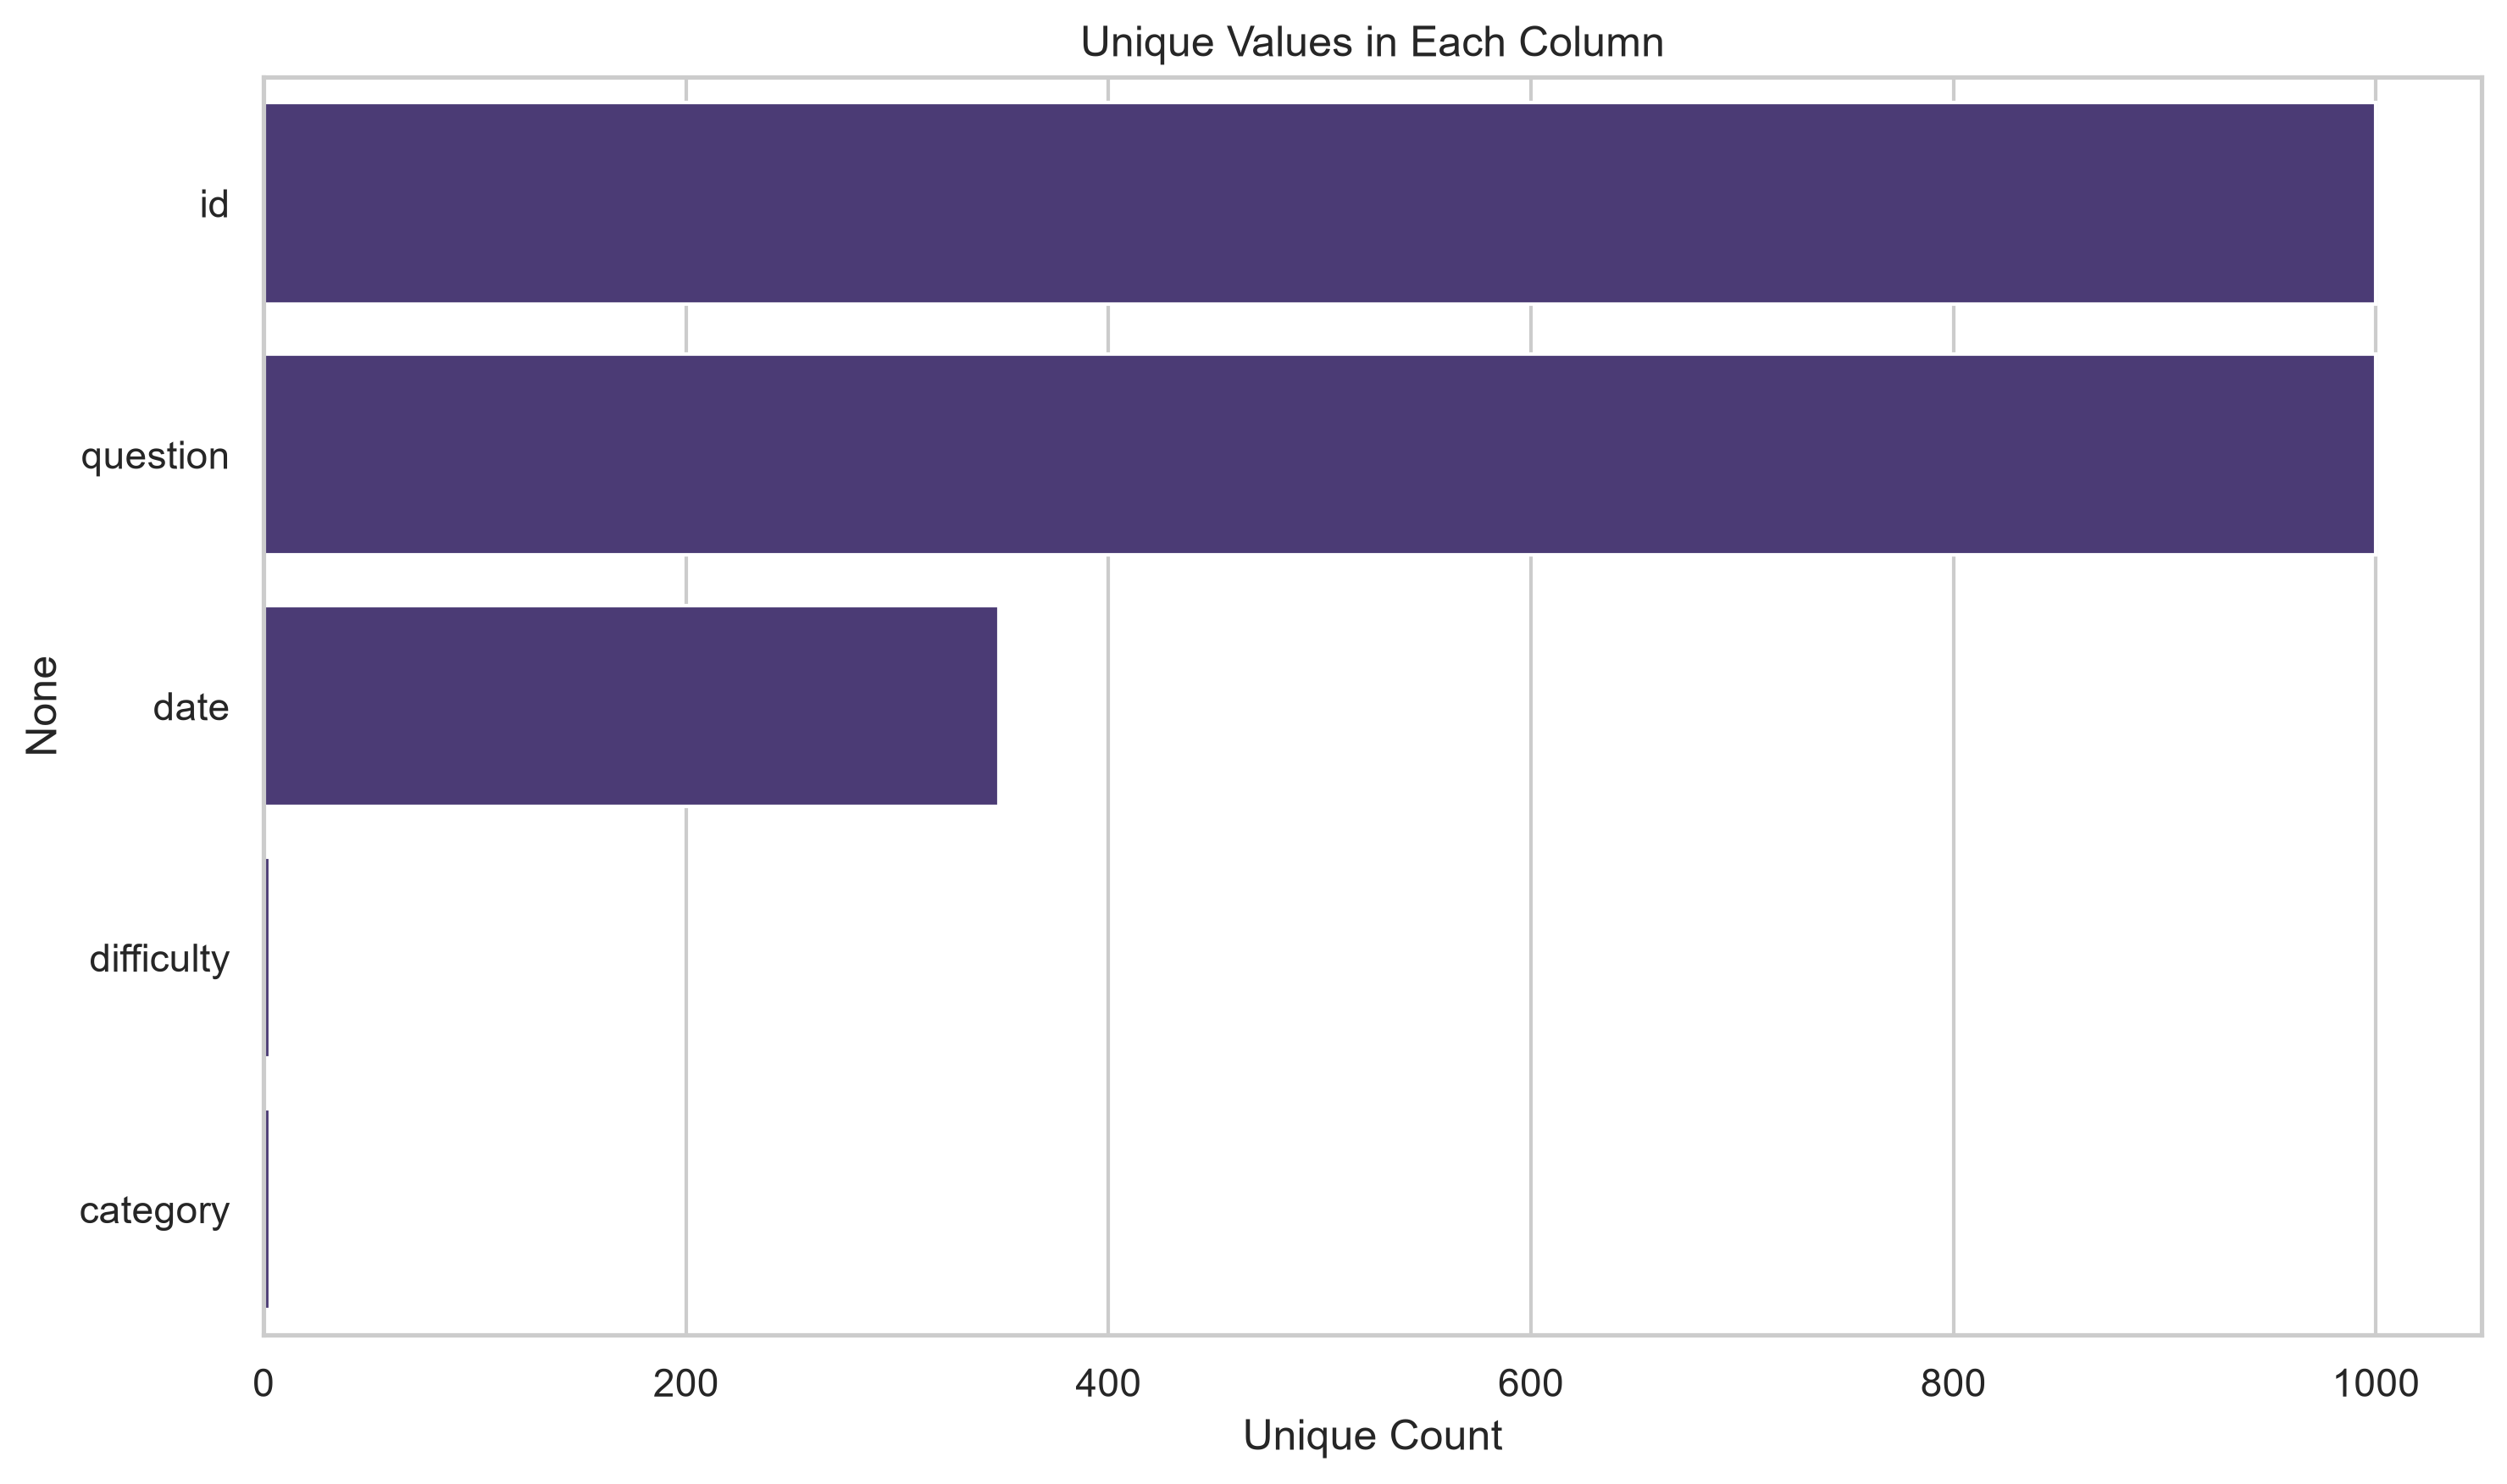 Unique Values in Each Column
id
question
date
difficulty
category
None
0 200 400 600 800 1000
Unique Count